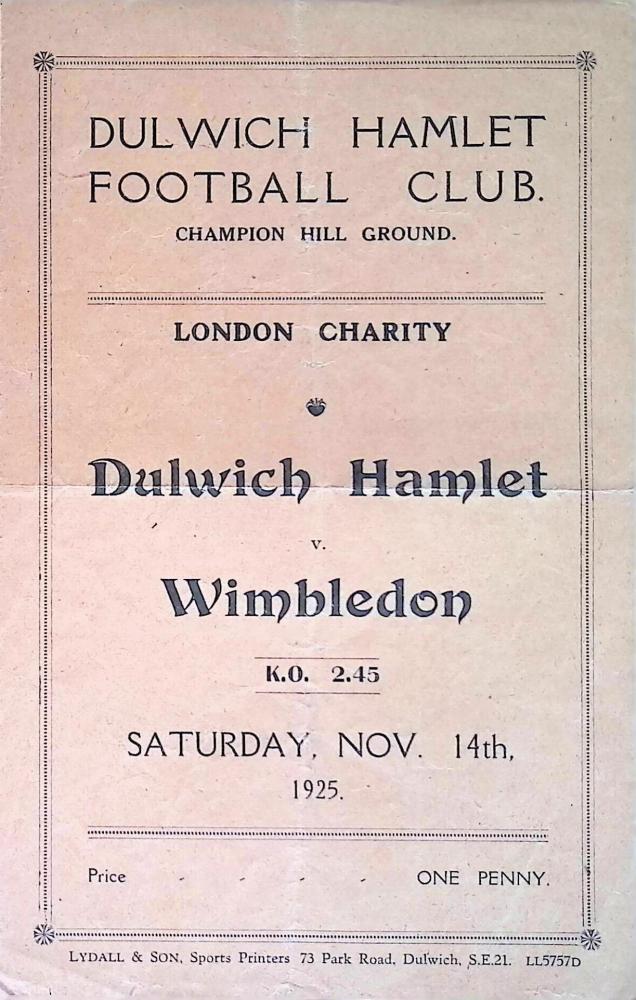 DULWICH HAMLET
FOOTBALL CLUB.
CHAMPION HILL GROUND.
LONDON CHARITY
Dulwich Hamlet
v.
Wimbledon
K.O. 2.45
SATURDAY, NOV. 14th,
1925.
Price - - - - ONE PENNY.
LYDALL & SON, Sports Printers 73 Park Road, Dulwich, S.E.21. LL5757D